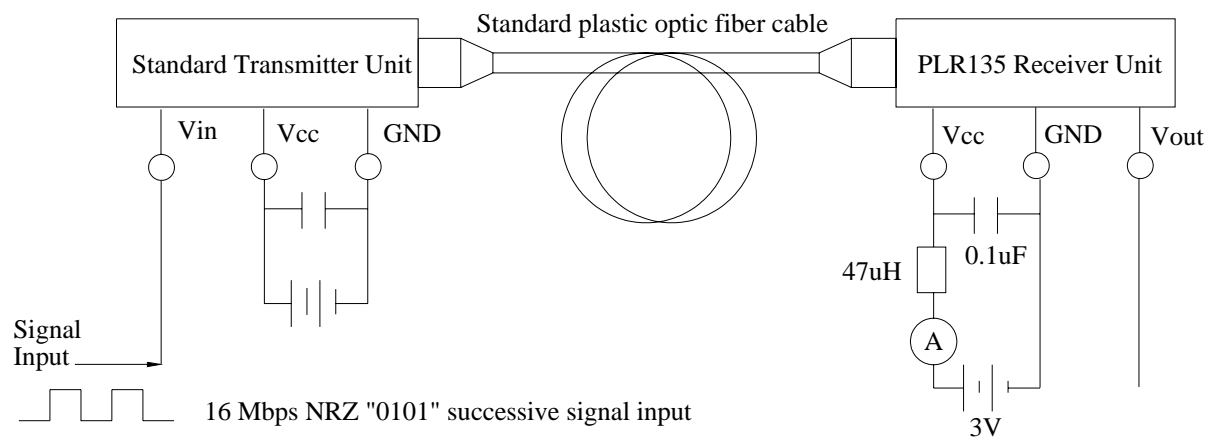 Standard plastic optic fiber cable
Standard Transmitter Unit
PLR135 Receiver Unit
Vin
Vcc
GND
Vcc
GND
Vout
0.1uF
47uH
A
Signal
Input
16 Mbps NRZ "0101" successive signal input
3V